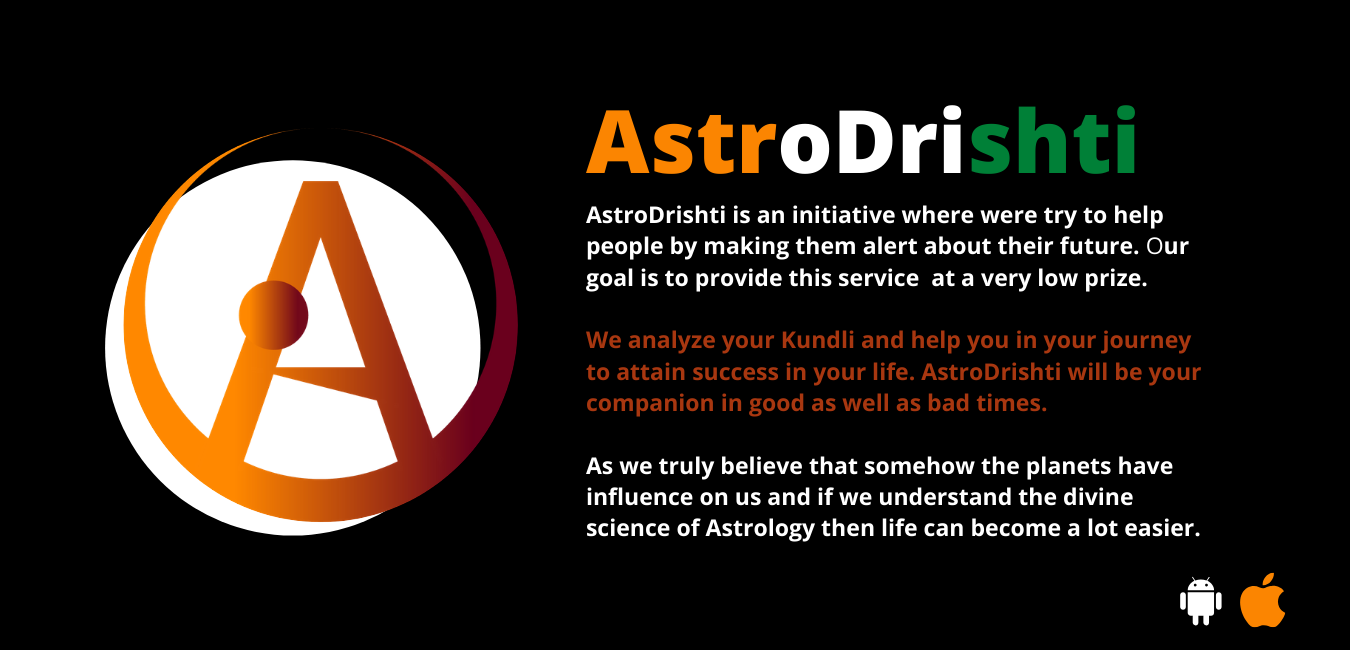 AstroDrishti
AstroDrishti is an initiative where were try to help
people by making them alert about their future. Our
goal is to provide this service  at a very low prize.
We analyze your Kundli and help you in your journey
to attain success in your life. AstroDrishti will be your
companion in good as well as bad times.
As we truly believe that somehow the planets have
influence on us and if we understand the divine
science of Astrology then life can become a lot easier.